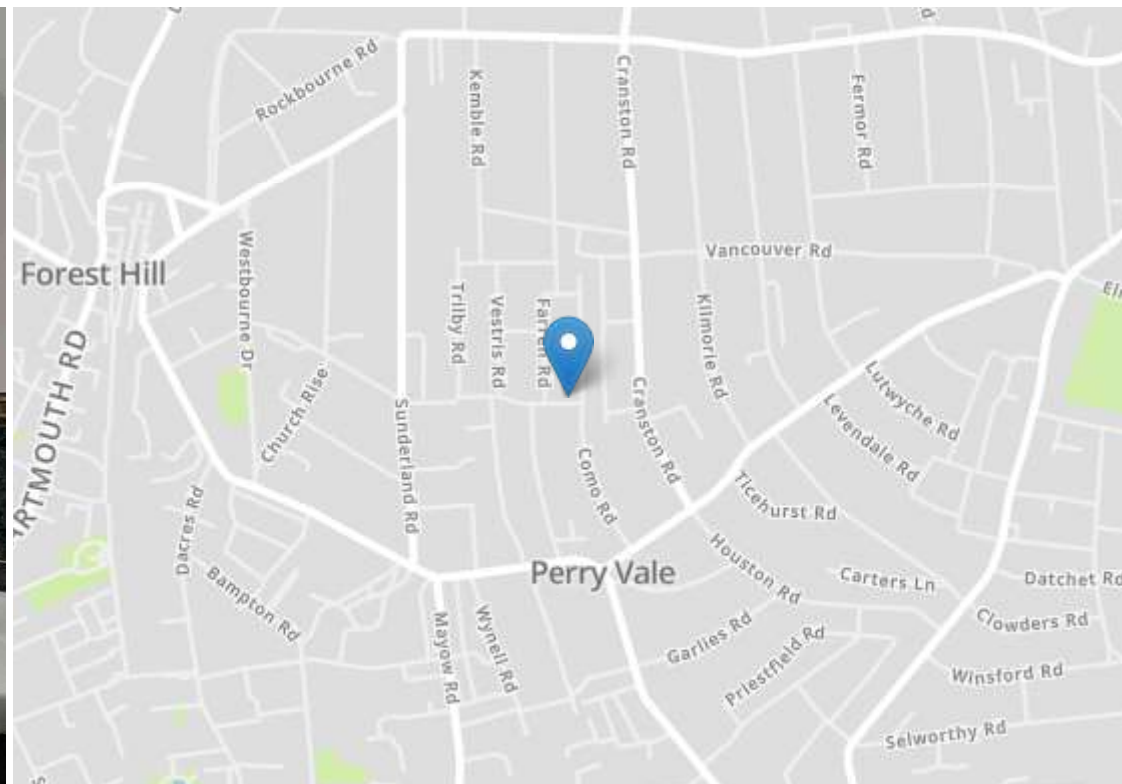 Rockbourne Rd
Kemble Rd
Cranston Rd
Fermor Rd
Forest Hill
Westbourne Dr
Vancouver Rd
Trilby Rd
Vestris Rd
Farren Rd
Kilmorie Rd
DARTMOUTH RD
Church Rise
Sunderland Rd
Cranston Rd
Lutwyche Rd
Levendale Rd
Como Rd
Ticehurst Rd
Dacres Rd
Perry Vale
Houston Rd
Carters Ln
Datchet Rd
Bampton Rd
Mayow Rd
Wynell Rd
Garlies Rd
Priestfield Rd
Clowders Rd
Winsford Rd
Selworthy Rd